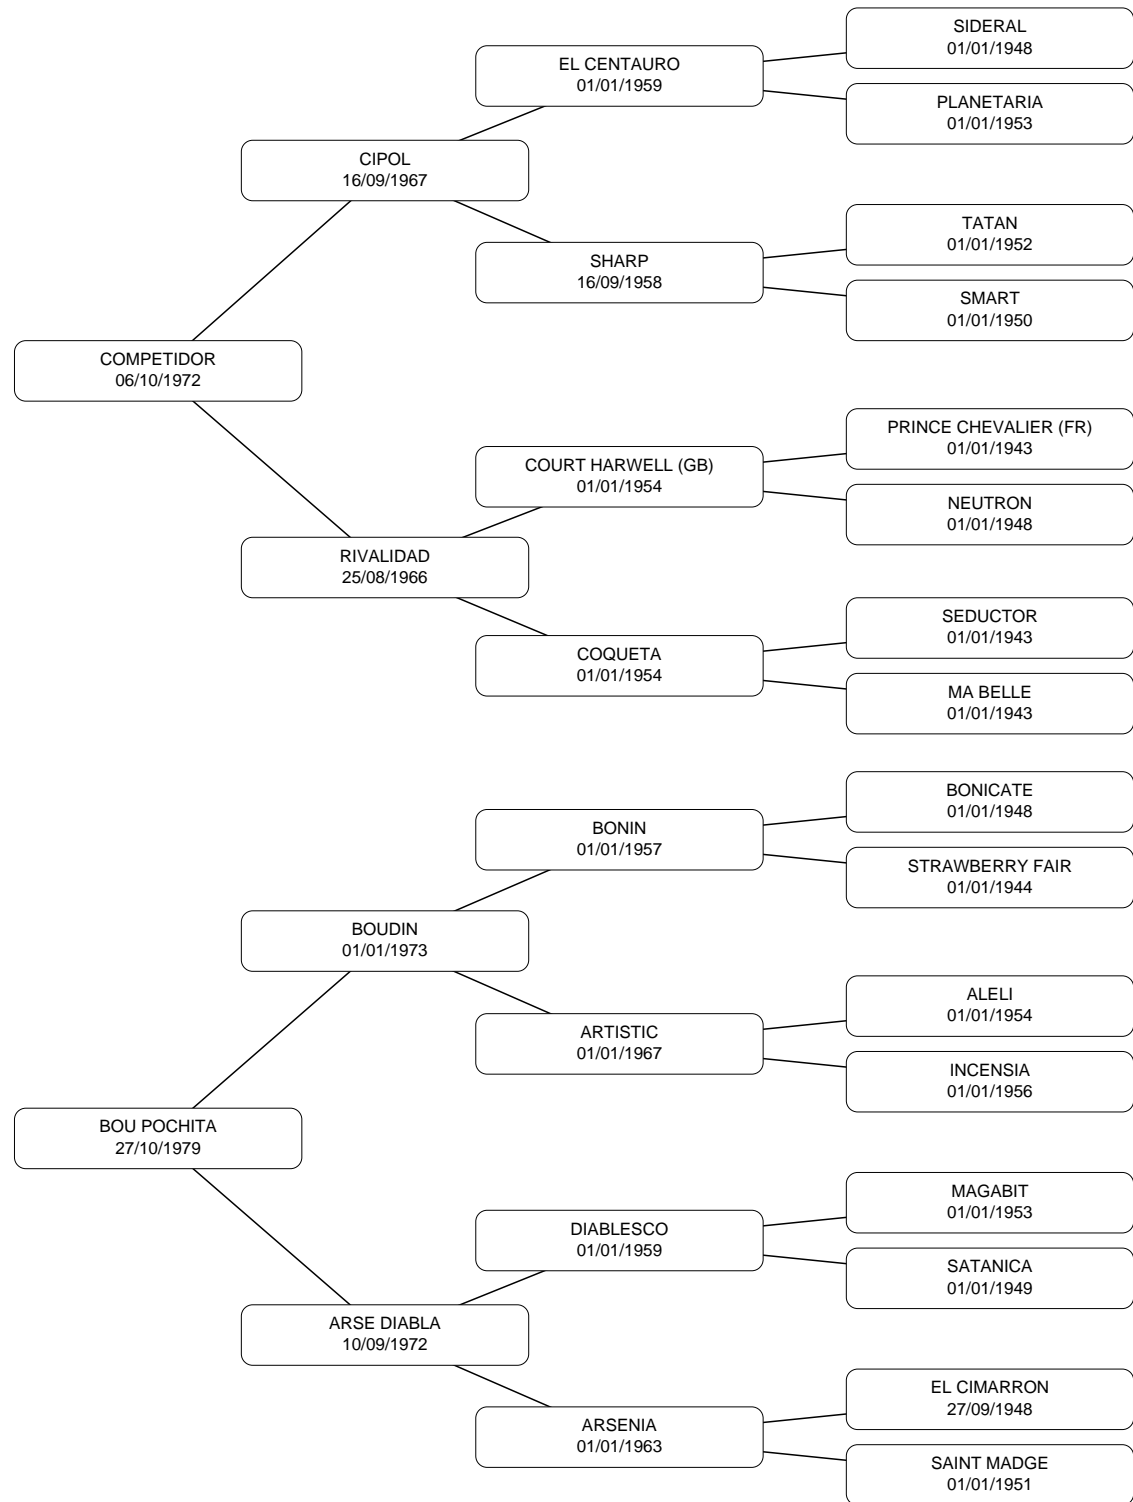 SIDERAL
01/01/1948
EL CENTAURO
01/01/1959
PLANETARIA
01/01/1953
CIPOL
16/09/1967
TATAN
01/01/1952
SHARP
16/09/1958
SMART
01/01/1950
COMPETIDOR
06/10/1972
PRINCE CHEVALIER (FR)
01/01/1943
COURT HARWELL (GB)
01/01/1954
NEUTRON
01/01/1948
RIVALIDAD
25/08/1966
SEDUCTOR
01/01/1943
COQUETA
01/01/1954
MA BELLE
01/01/1943
BONICATE
01/01/1948
BONIN
01/01/1957
STRAWBERRY FAIR
01/01/1944
BOUDIN
01/01/1973
ALELI
01/01/1954
ARTISTIC
01/01/1967
INCENSIA
01/01/1956
BOU POCHITA
27/10/1979
MAGABIT
01/01/1953
DIABLESCO
01/01/1959
SATANICA
01/01/1949
ARSE DIABLA
10/09/1972
EL CIMARRON
27/09/1948
ARSENIA
01/01/1963
SAINT MADGE
01/01/1951